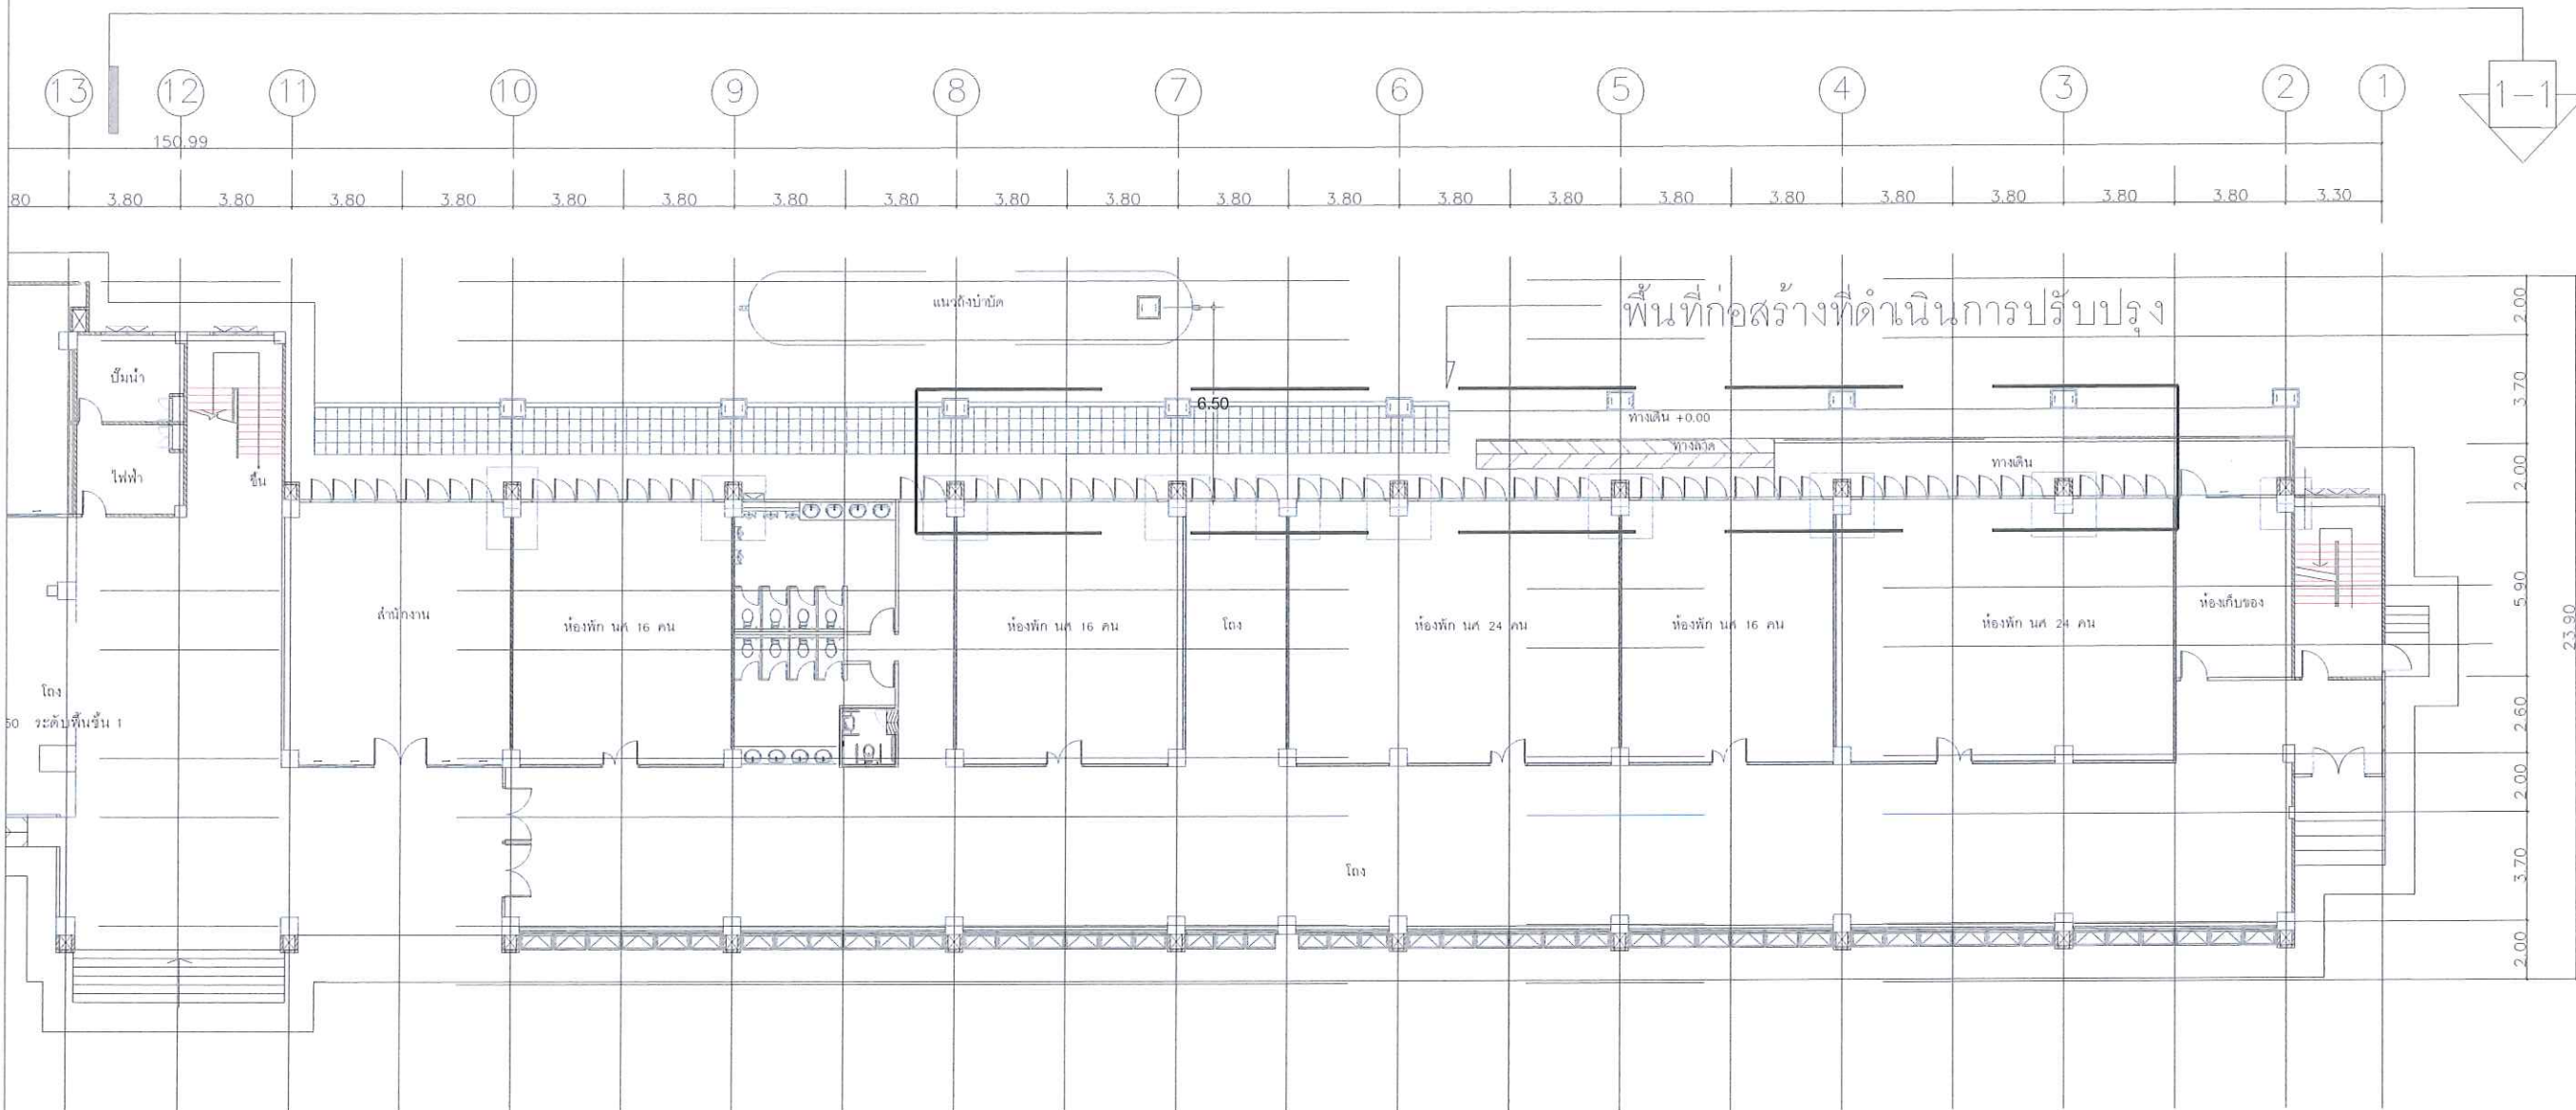 13 12 11 10 9 8 7 6 5 4 3 2 1 1-1
150.99
80 3.80 3.80 3.80 3.80 3.80 3.80 3.80 3.80 3.80 3.80 3.80 3.80 3.80 3.80 3.80 3.80 3.80 3.80 3.80 3.80 3.30
แนวถังบำบัด
พื้นที่ก่อสร้างที่ดำเนินการปรับปรุง
2.00
ปั๊มน้ำ
3.70
6.50
ทางเดิน +0.00
ทางลาด
ทางเดิน
2.00
ไฟฟ้า
ขึ้น
5.90
สำนักงาน
ห้องพัก นศ 16 คน
ห้องพัก นศ 16 คน
โถง
ห้องพัก นศ 24 คน
ห้องพัก นศ 16 คน
ห้องพัก นศ 24 คน
ห้องเก็บของ
23.90
โถง
50 ระดับพื้นชั้น 1
2.60
2.00
โถง
3.70
2.00